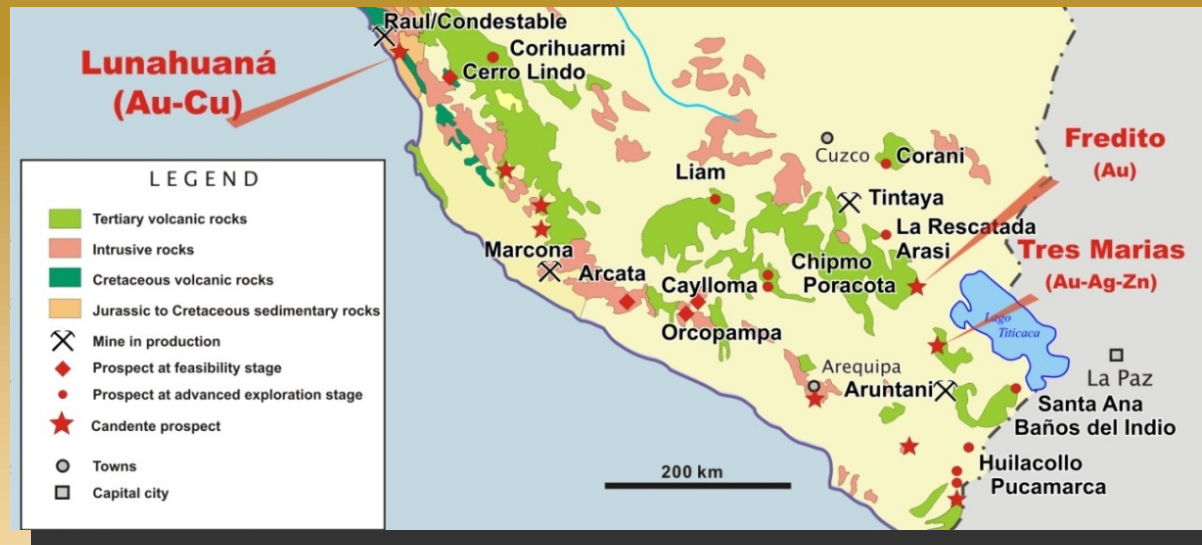 Raul/Condestable
Lunahuaná
(Au-Cu)
Corihuarmi
Cerro Lindo
Fredito
(Au)
Cuzco
Corani
Liam
Tintaya
La Rescatada
Arasi
Tres Marias
(Au-Ag-Zn)
Marcona
Arcata
Caylloma
Chipmo
Poracota
Orcopampa
Lago
Titicaca
Arequipa
Aruntani
La Paz
Santa Ana
Baños del Indio
200 km
Huilacollo
Pucamarca
LEGEND
Tertiary volcanic rocks
Intrusive rocks
Cretaceous volcanic rocks
Jurassic to Cretaceous sedimentary rocks
Mine in production
Prospect at feasibility stage
Prospect at advanced exploration stage
Candente prospect
Towns
Capital city